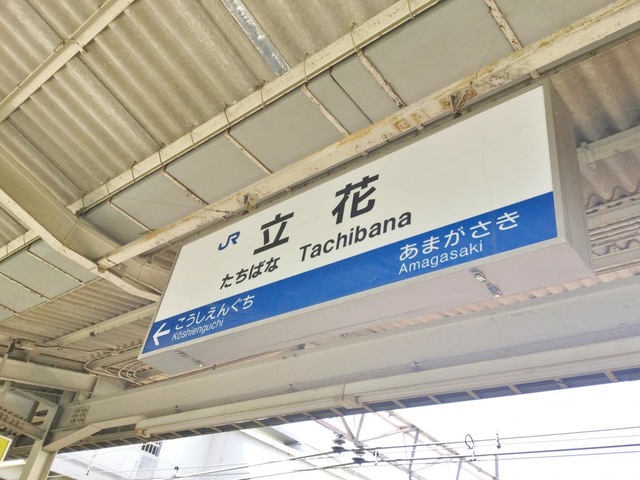 JR 立花
たちばな Tachibana
← こうしえんぐち
Kōshienguchi
あまがさき
Amagasaki